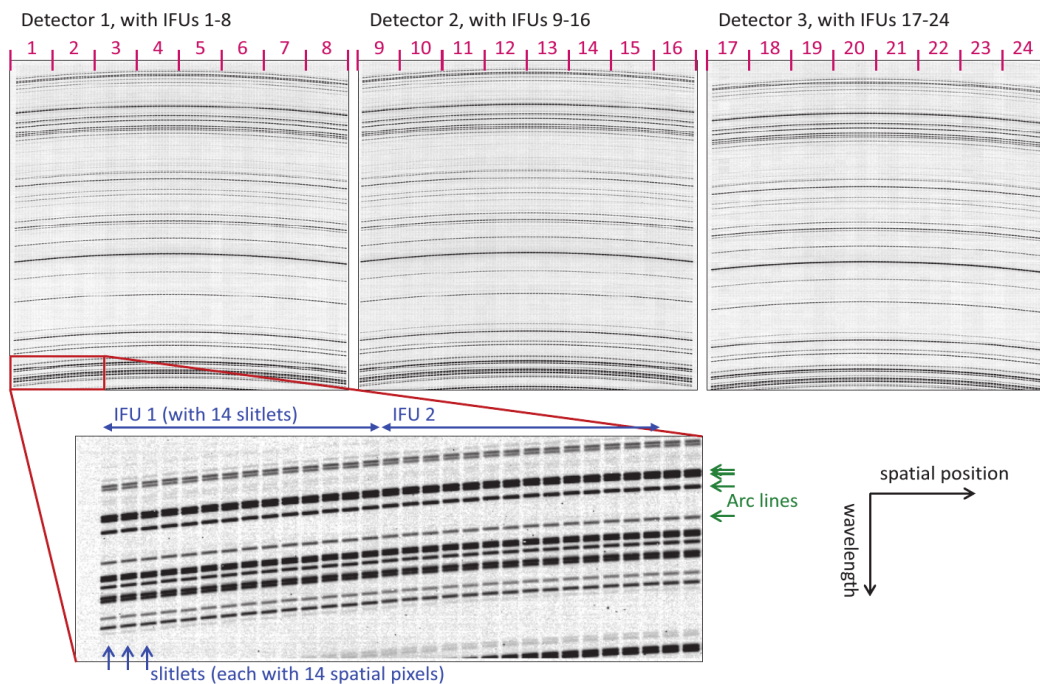 Detector 1, with IFUs 1-8
Detector 2, with IFUs 9-16
Detector 3, with IFUs 17-24
1 2 3 4 5 6 7 8
9 10 11 12 13 14 15 16
17 18 19 20 21 22 23 24
IFU 1 (with 14 slitlets)
IFU 2
Arc lines
spatial position
wavelength
slitlets (each with 14 spatial pixels)